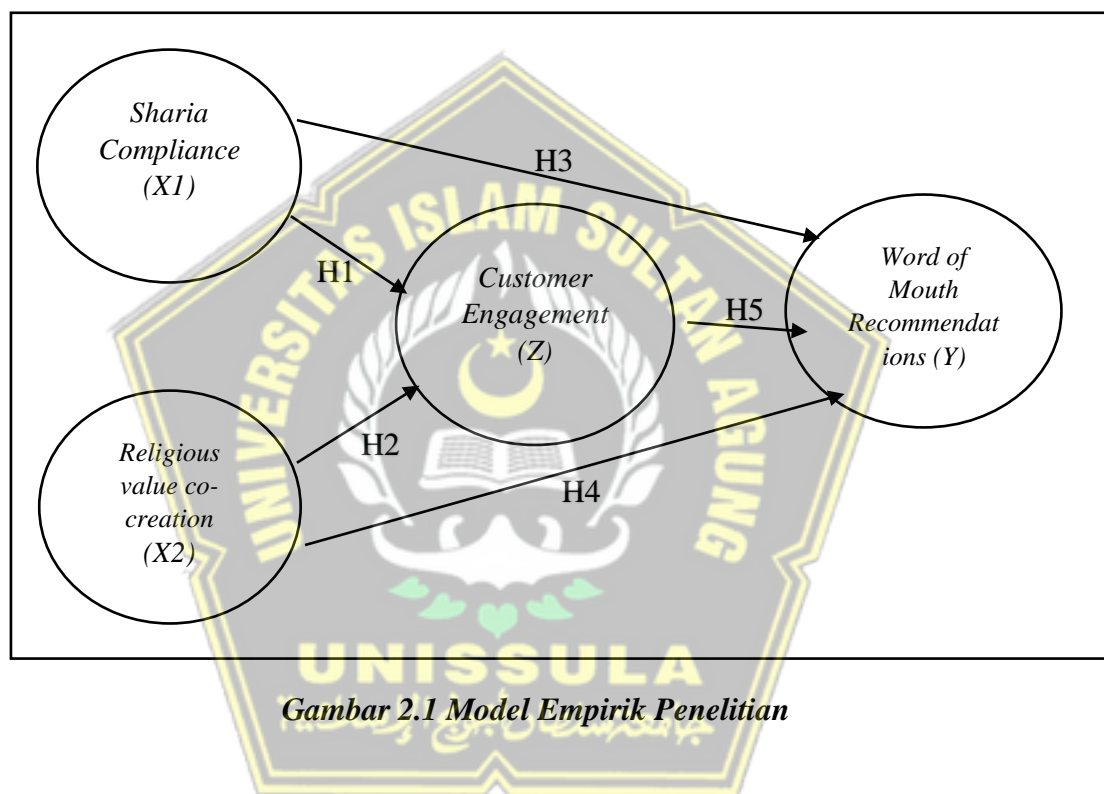 Sharia
Compliance
(X1)
H3
H1
Customer
Engagement
(Z)
H5
Word of
Mouth
Recommendat
ions (Y)
H2
Religious
value co-
creation
(X2)
H4
UNIVERSITAS ISLAM SULTAN AGUNG
UNISSULA
Gambar 2.1 Model Empirik Penelitian